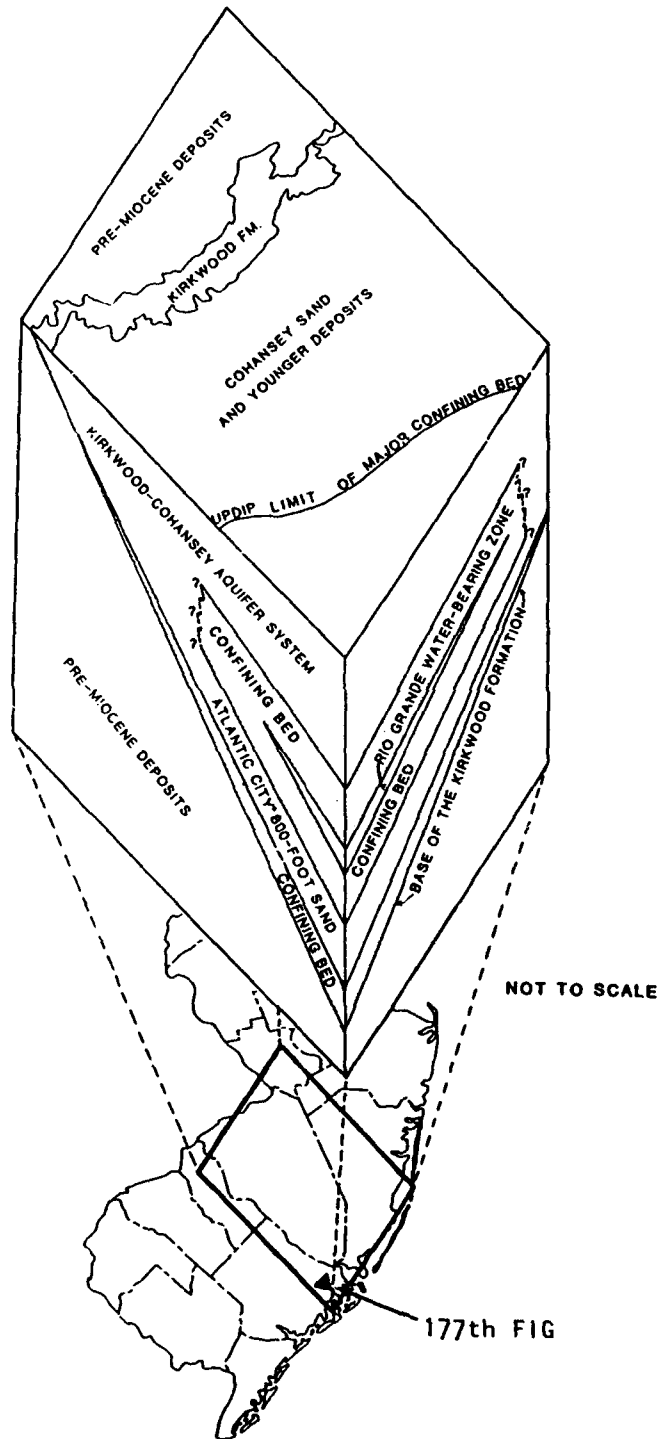 PRE-MIOCENE DEPOSITS
KIRKWOOD FM.
COHANSEY SAND
AND YOUNGER DEPOSITS
UPDIP LIMIT OF MAJOR CONFINING BED
KIRKWOOD-COHANSEY AQUIFER SYSTEM
?
?
?
CONFINING BED
ATLANTIC CITY 800-FOOT SAND
CONFINING BED
PRE-MIOCENE DEPOSITS
?
?
?
RIO GRANDE WATER-BEARING ZONE
CONFINING BED
BASE OF THE KIRKWOOD FORMATION
NOT TO SCALE
177th FIG